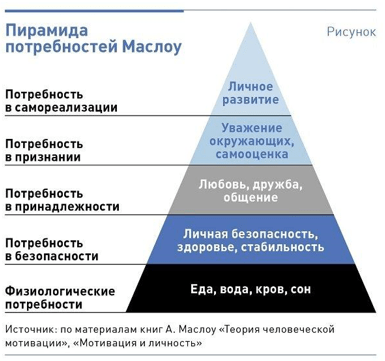 Пирамида
потребностей Маслоу
Рисунок
Потребность
в самореализации
Личное
развитие
Потребность
в признании
Уважение
окружающих,
самооценка
Потребность
в принадлежности
Любовь, дружба,
общение
Потребность
в безопасности
Личная безопасность,
здоровье, стабильность
Физиологические
потребности
Еда, вода, кров, сон
Источник: по материалам книг А. Маслоу «Теория человеческой
мотивации», «Мотивация и личность»